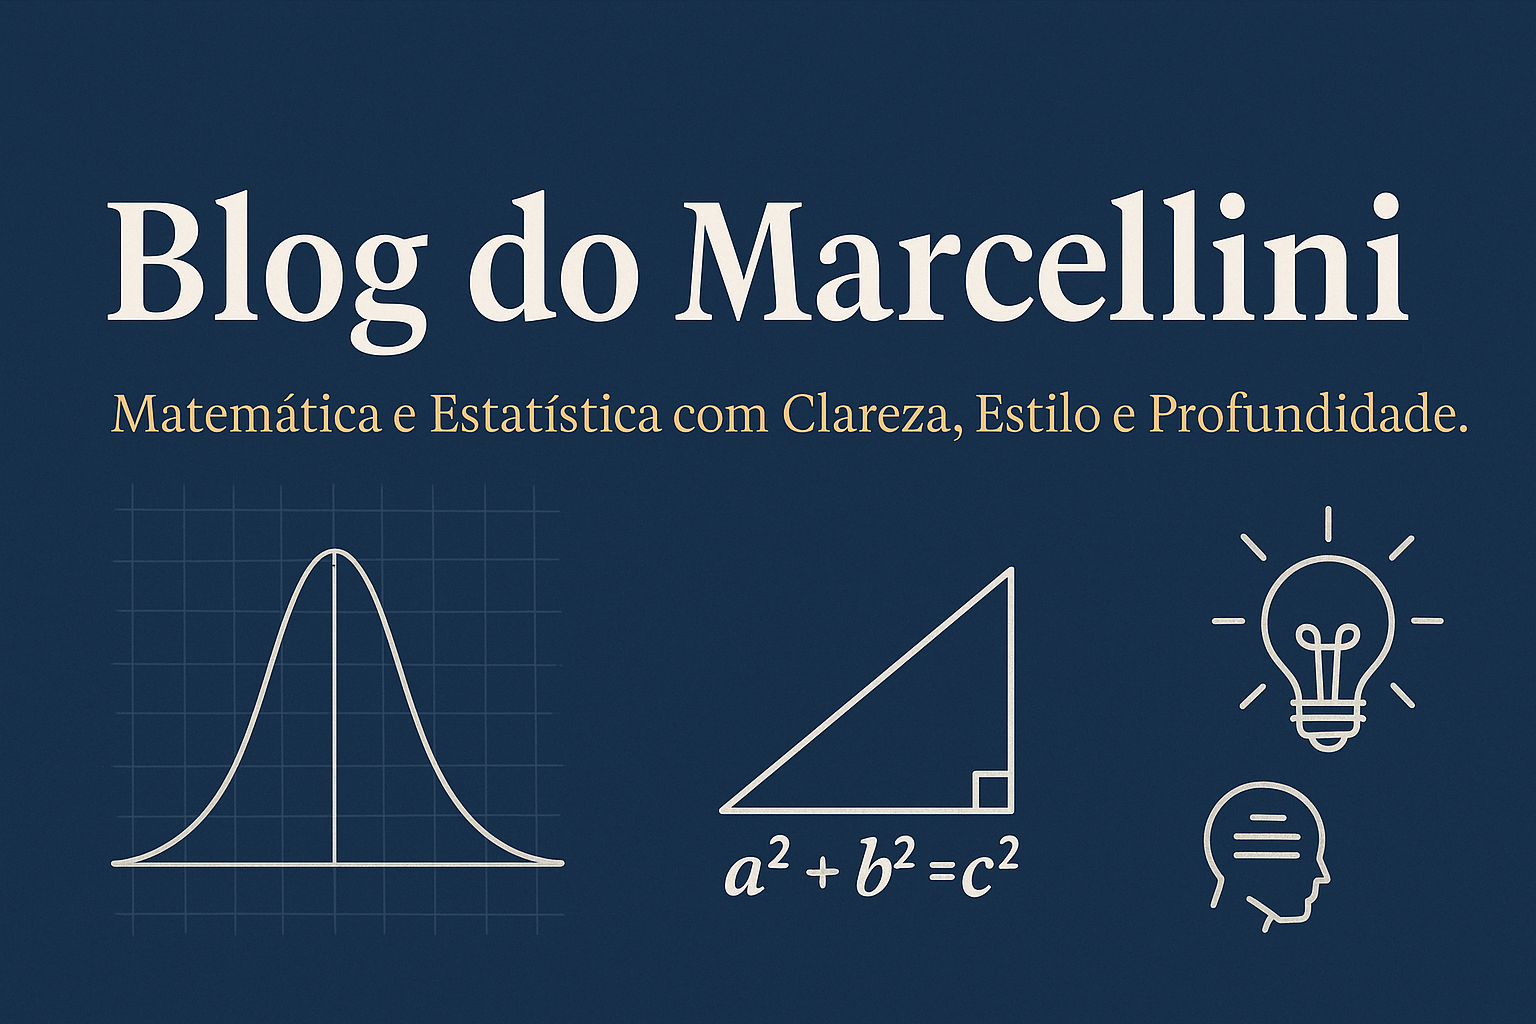 Blog do Marcellini
Matemática e Estatística com Clareza, Estilo e Profundidade.
a² + b² = c²